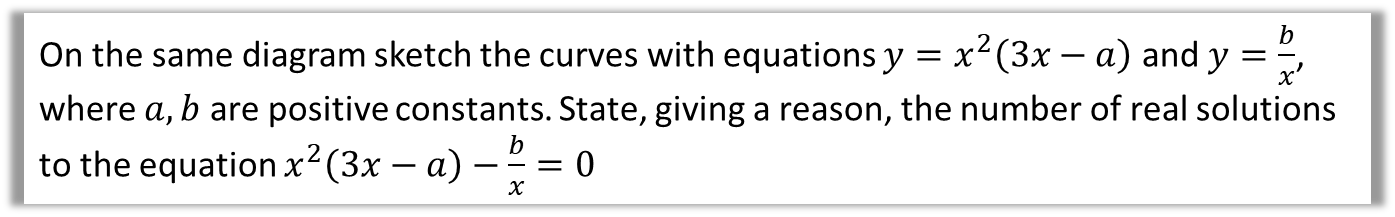 On the same diagram sketch the curves with equations y = x²(3x − a) and y = b/x,
where a, b are positive constants. State, giving a reason, the number of real solutions
to the equation x²(3x − a) − b/x = 0